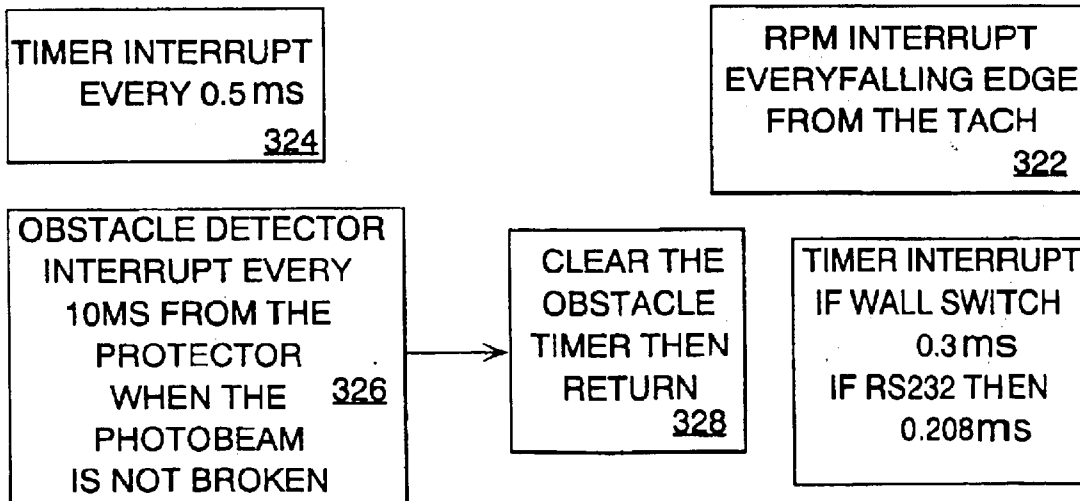 TIMER INTERRUPT
EVERY 0.5 ms
324
RPM INTERRUPT
EVERYFALLING EDGE
FROM THE TACH
322
OBSTACLE DETECTOR
INTERRUPT EVERY
10MS FROM THE
PROTECTOR
WHEN THE
326
PHOTOBEAM
IS NOT BROKEN
CLEAR THE
OBSTACLE
TIMER THEN
RETURN
328
TIMER INTERRUPT
IF WALL SWITCH
0.3ms
IF RS232 THEN
0.208ms